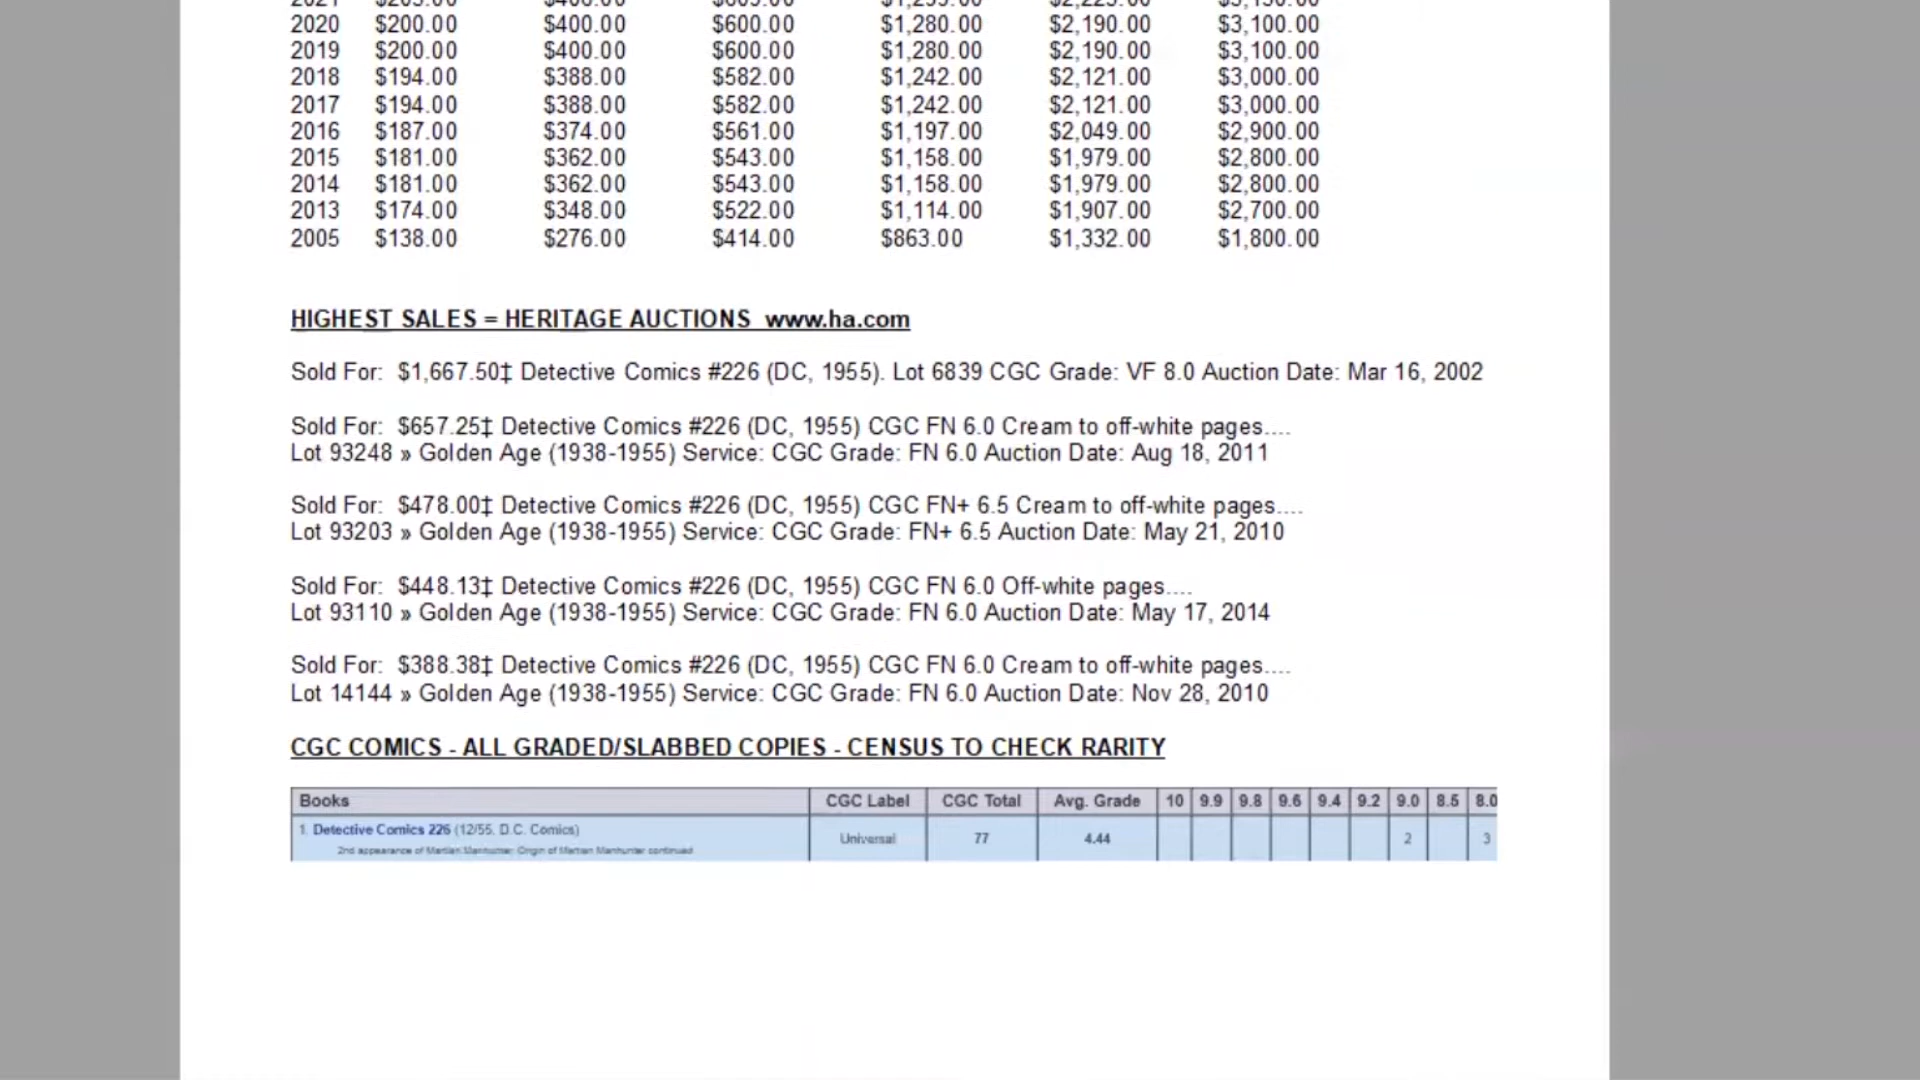 2020 $200.00 $400.00 $600.00 $1,280.00 $2,190.00 $3,100.00
2019 $200.00 $400.00 $600.00 $1,280.00 $2,190.00 $3,100.00
2018 $194.00 $388.00 $582.00 $1,242.00 $2,121.00 $3,000.00
2017 $194.00 $388.00 $582.00 $1,242.00 $2,121.00 $3,000.00
2016 $187.00 $374.00 $561.00 $1,197.00 $2,049.00 $2,900.00
2015 $181.00 $362.00 $543.00 $1,158.00 $1,979.00 $2,800.00
2014 $181.00 $362.00 $543.00 $1,158.00 $1,979.00 $2,800.00
2013 $174.00 $348.00 $522.00 $1,114.00 $1,907.00 $2,700.00
2005 $138.00 $276.00 $414.00 $863.00 $1,332.00 $1,800.00
HIGHEST SALES = HERITAGE AUCTIONS www.ha.com
Sold For: $1,667.50‡ Detective Comics #226 (DC, 1955). Lot 6839 CGC Grade: VF 8.0 Auction Date: Mar 16, 2002
Sold For: $657.25‡ Detective Comics #226 (DC, 1955) CGC FN 6.0 Cream to off-white pages....
Lot 93248 » Golden Age (1938-1955) Service: CGC Grade: FN 6.0 Auction Date: Aug 18, 2011
Sold For: $478.00‡ Detective Comics #226 (DC, 1955) CGC FN+ 6.5 Cream to off-white pages....
Lot 93203 » Golden Age (1938-1955) Service: CGC Grade: FN+ 6.5 Auction Date: May 21, 2010
Sold For: $448.13‡ Detective Comics #226 (DC, 1955) CGC FN 6.0 Off-white pages....
Lot 93110 » Golden Age (1938-1955) Service: CGC Grade: FN 6.0 Auction Date: May 17, 2014
Sold For: $388.38‡ Detective Comics #226 (DC, 1955) CGC FN 6.0 Cream to off-white pages....
Lot 14144 » Golden Age (1938-1955) Service: CGC Grade: FN 6.0 Auction Date: Nov 28, 2010
CGC COMICS - ALL GRADED/SLABBED COPIES - CENSUS TO CHECK RARITY
Books CGC Label CGC Total Avg. Grade 10 9.9 9.8 9.6 9.4 9.2 9.0 8.5 8.0
1. Detective Comics 226 (12/55, D.C. Comics) Universal 77 4.44 2 3
2nd appearance of Martian Manhunter. Origin of Martian Manhunter continued